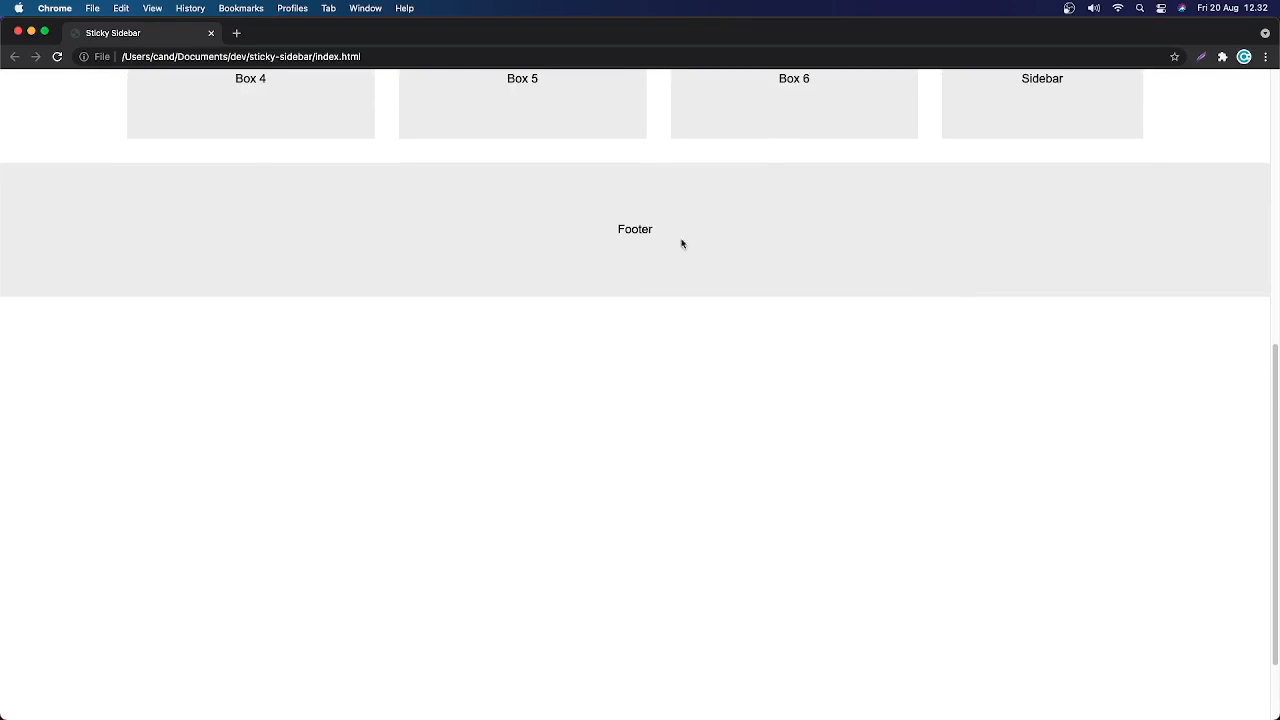 Chrome File Edit View History Bookmarks Profiles Tab Window Help Fri 20 Aug 12.32
Sticky Sidebar
File /Users/cand/Documents/dev/sticky-sidebar/index.html
Box 4 Box 5 Box 6 Sidebar
Footer